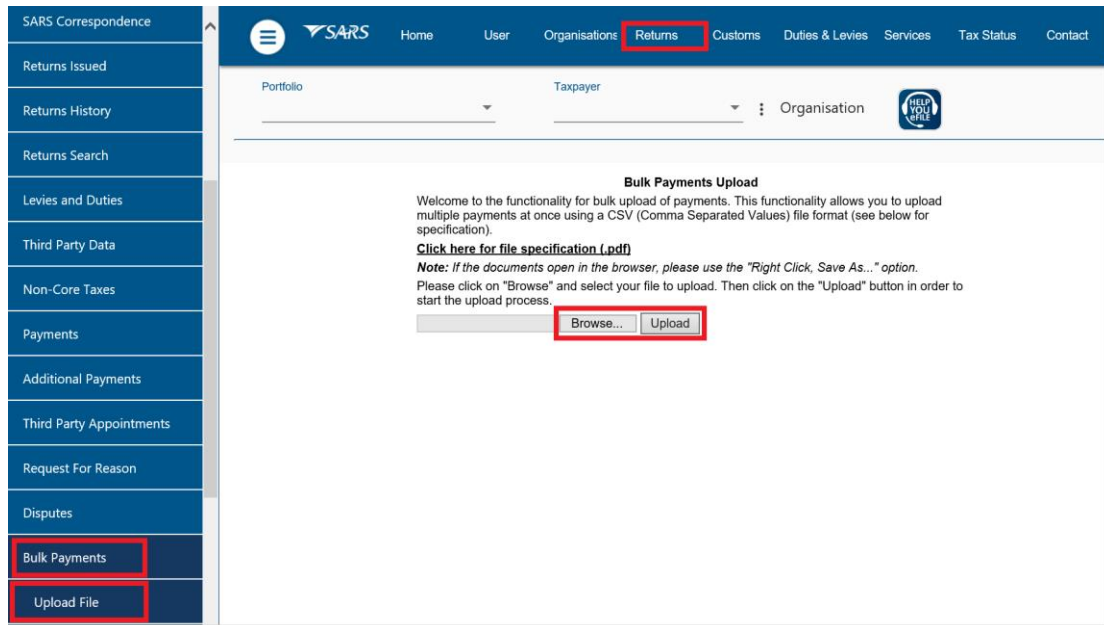 SARS Correspondence
Returns Issued
Returns History
Returns Search
Levies and Duties
Third Party Data
Non-Core Taxes
Payments
Additional Payments
Third Party Appointments
Request For Reason
Disputes
Bulk Payments
Upload File
SARS Home User Organisations Returns Customs Duties & Levies Services Tax Status Contact
Portfolio Taxpayer
Organisation
HELP
YOU
eFILE
Bulk Payments Upload
Welcome to the functionality for bulk upload of payments. This functionality allows you to upload
multiple payments at once using a CSV (Comma Separated Values) file format (see below for
specification).
Click here for file specification (.pdf)
Note: If the documents open in the browser, please use the "Right Click, Save As..." option.
Please click on "Browse" and select your file to upload. Then click on the "Upload" button in order to
start the upload process.
Browse... Upload